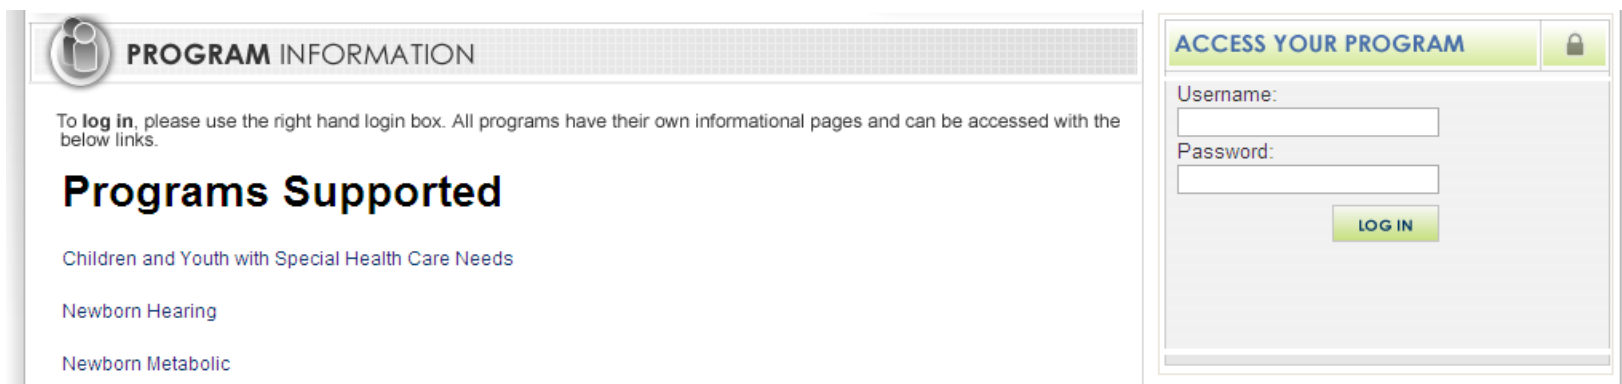 PROGRAM INFORMATION
To log in, please use the right hand login box. All programs have their own informational pages and can be accessed with the
below links.
Programs Supported
Children and Youth with Special Health Care Needs
Newborn Hearing
Newborn Metabolic
ACCESS YOUR PROGRAM
Username:
Password:
LOG IN